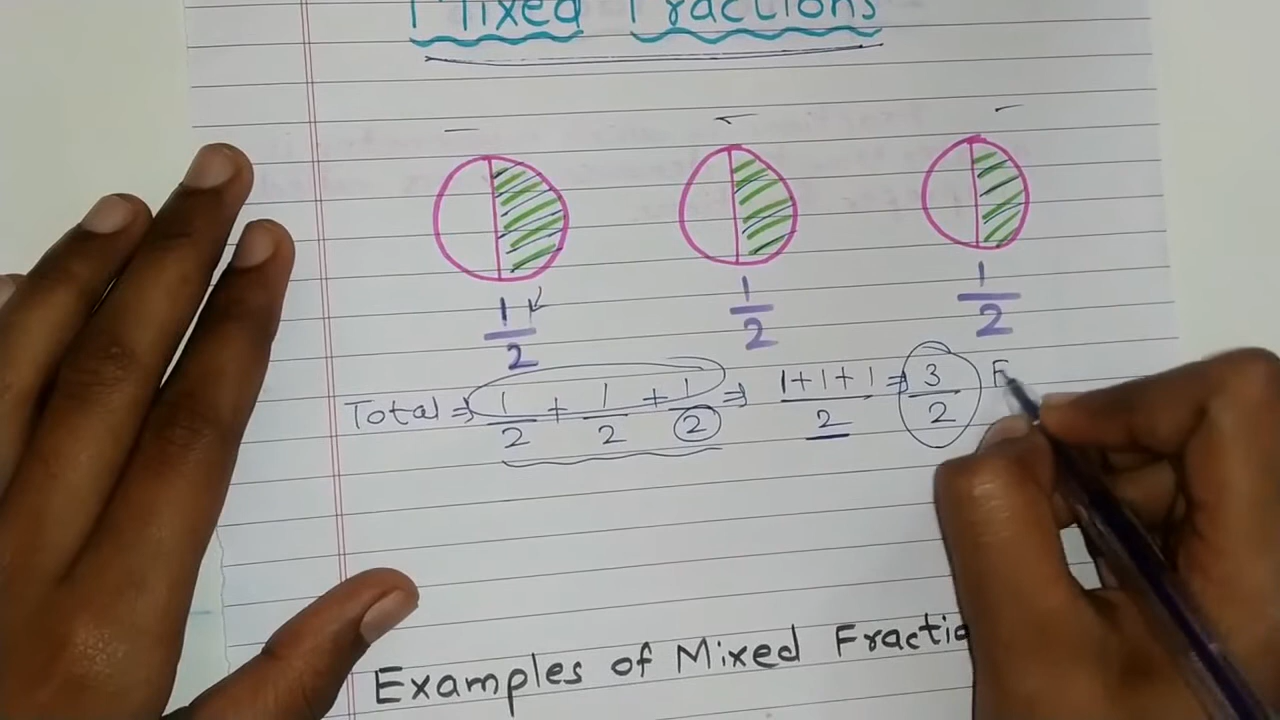 Mixed Fractions
1/2 1/2 1/2
Total ⇒ 1/2 + 1/2 + 1/2 ⇒ 1+1+1/2 ⇒ 3/2 F
Examples of Mixed